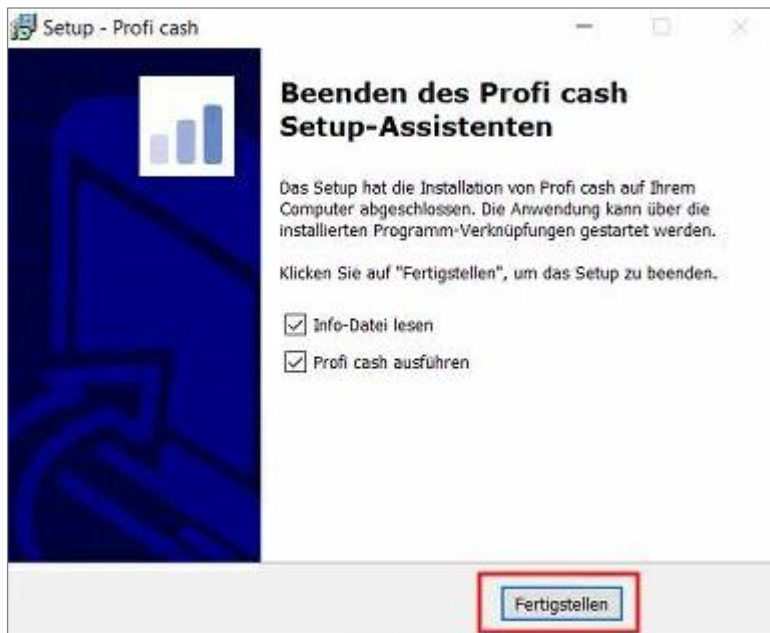 Setup - Profi cash
Beenden des Profi cash
Setup-Assistenten
Das Setup hat die Installation von Profi cash auf Ihrem
Computer abgeschlossen. Die Anwendung kann über die
installierten Programm-Verknüpfungen gestartet werden.
Klicken Sie auf "Fertigstellen", um das Setup zu beenden.
Info-Datei lesen
Profi cash ausführen
Fertigstellen